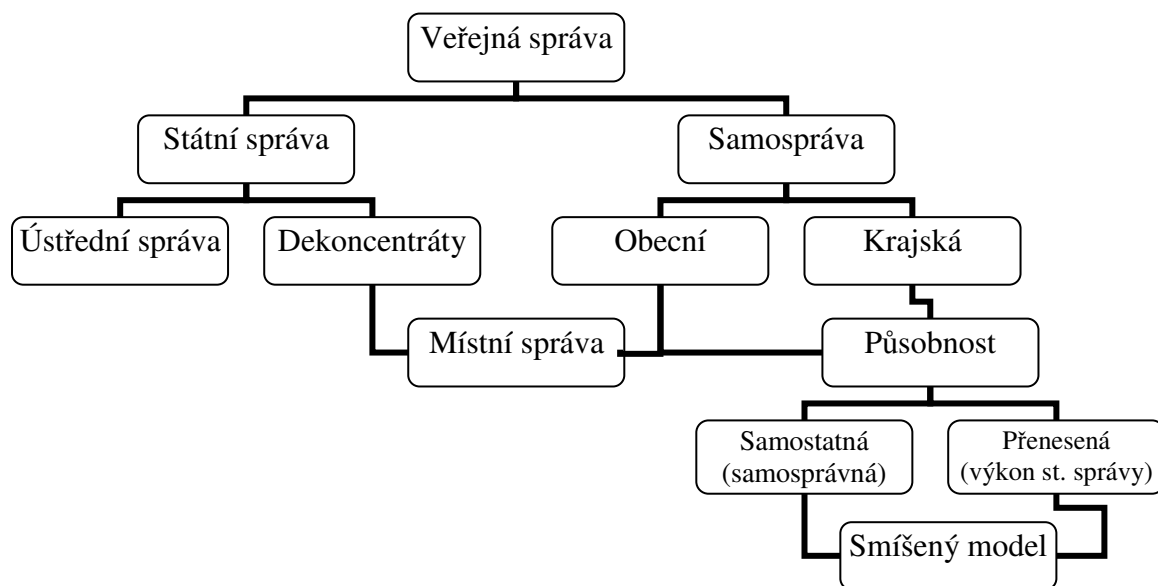 Veřejná správa
Státní správa
Samospráva
Ústřední správa
Dekoncentráty
Obecní
Krajská
Místní správa
Působnost
Samostatná
(samosprávná)
Přenesená
(výkon st. správy)
Smíšený model